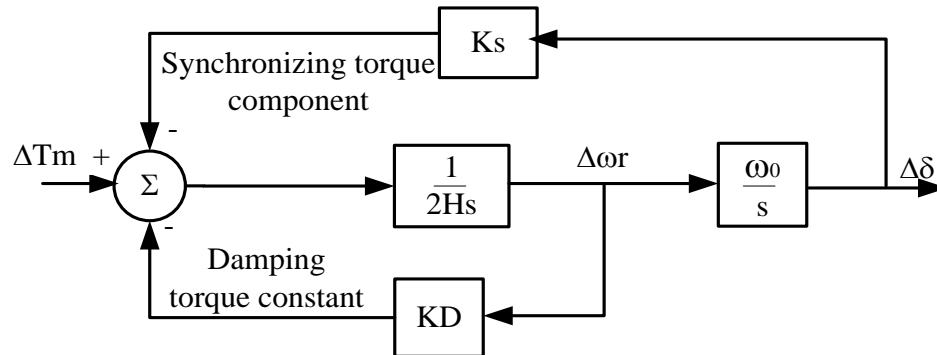 Ks
Synchronizing torque
component
-
ΔTm +
Σ
1
2Hs
Δωr
ω0
s
Δδ
-
Damping
torque constant
KD